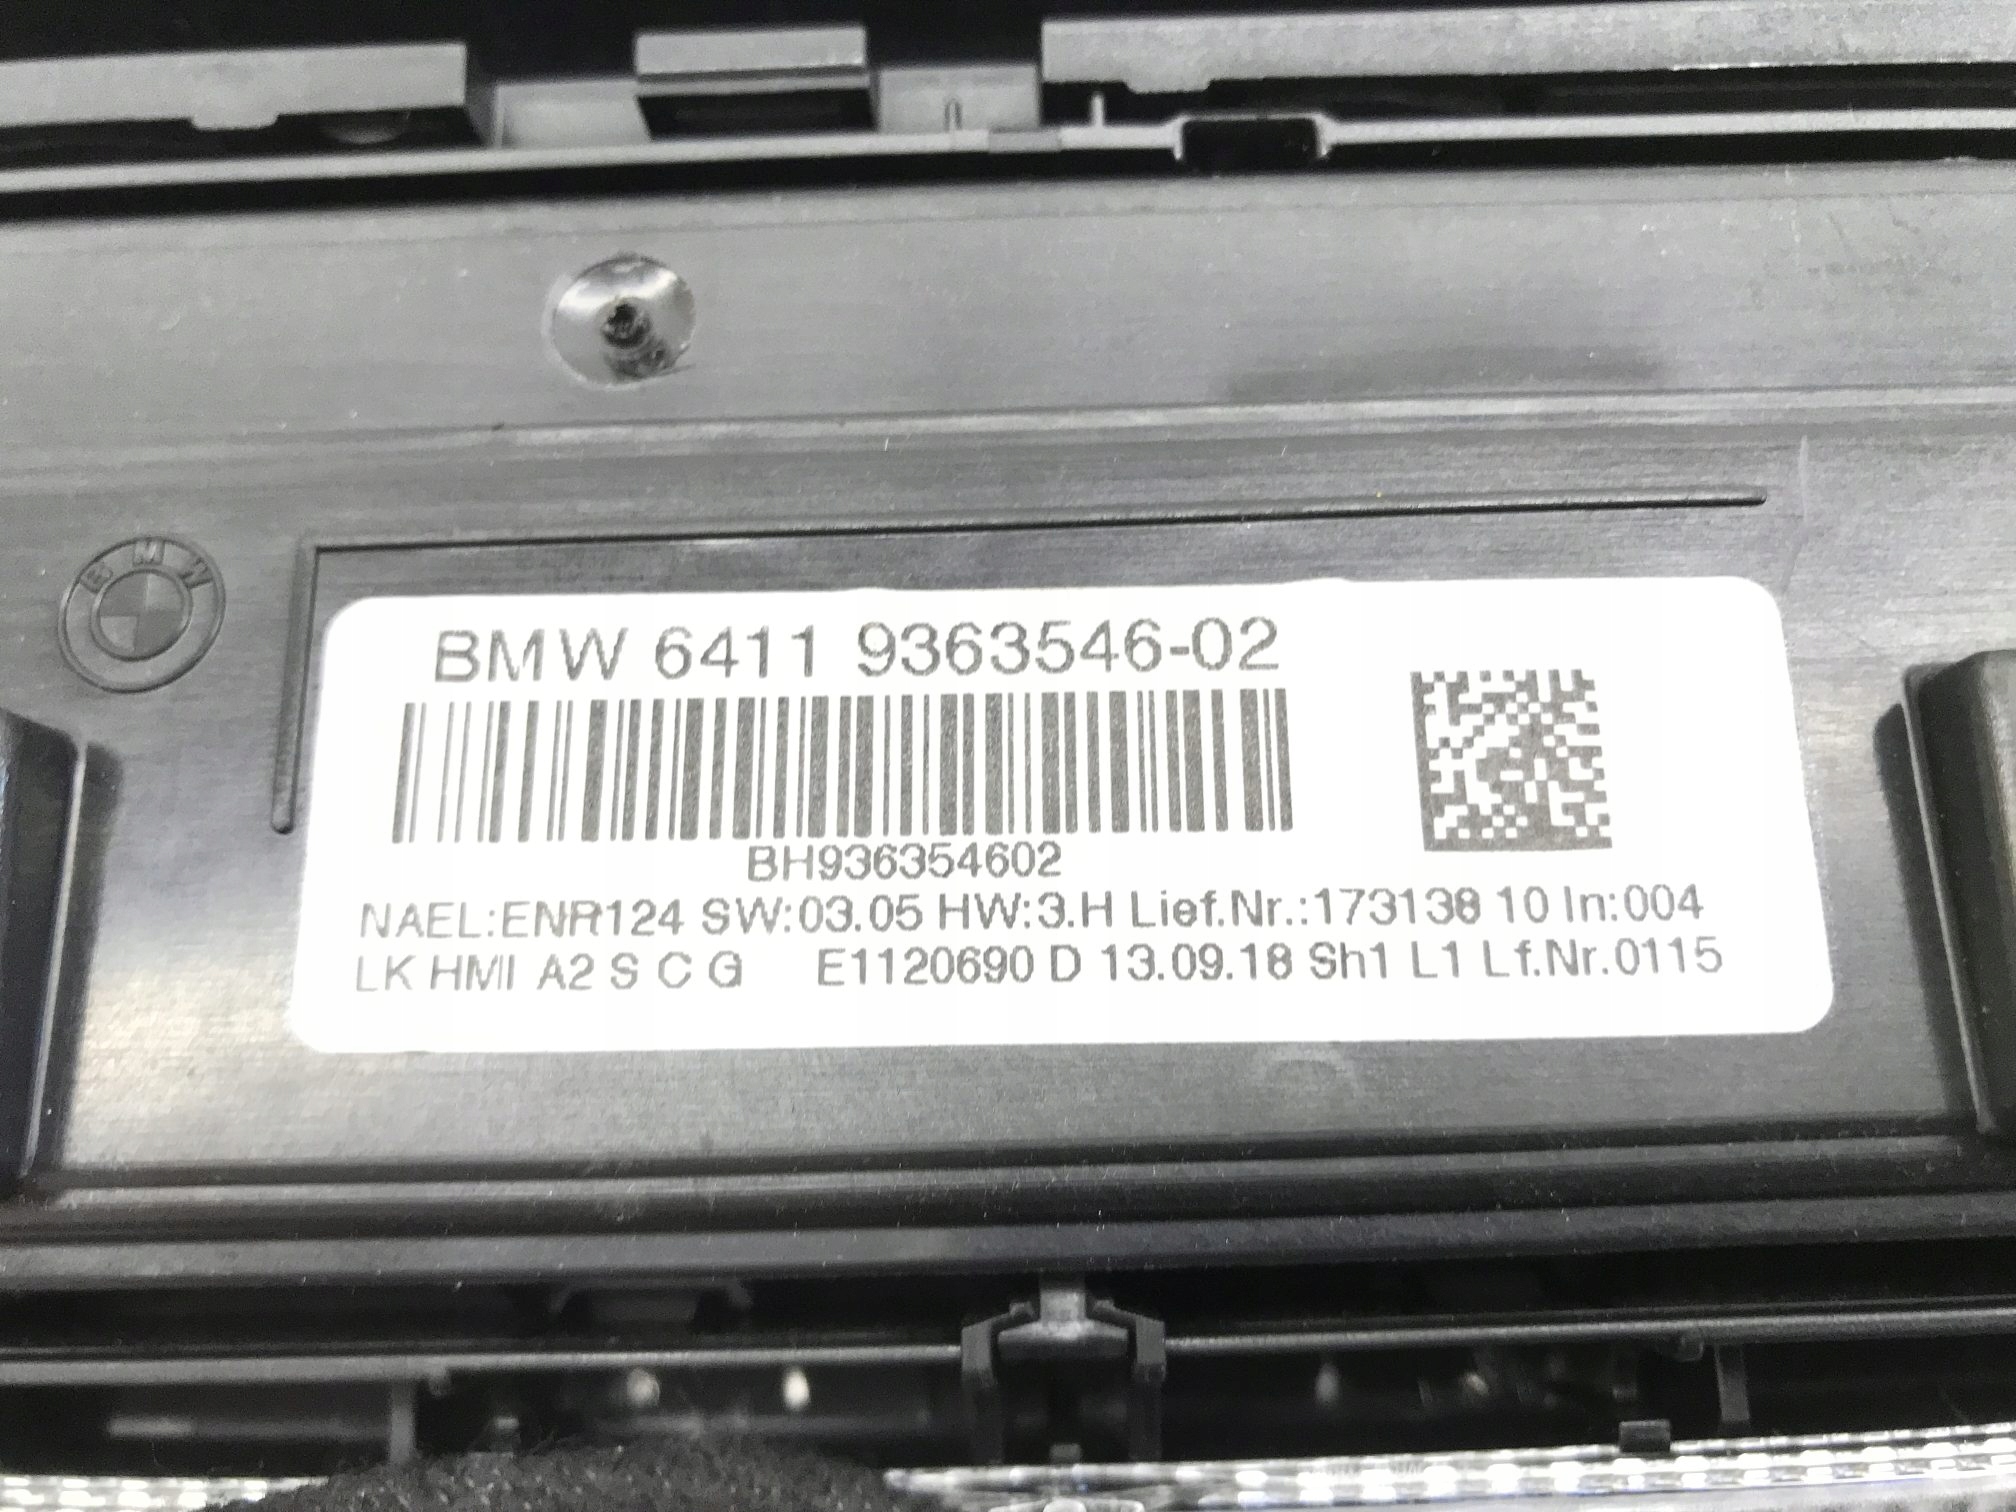 BMW
BMW 6411 9363546-02
BH936354602
NAEL:ENR124 SW:03.05 HW:3.H Lief.Nr.:173138 10 In:004
LK HMI A2 S C G E1120690 D 13.09.18 Sh1 L1 Lf.Nr.0115